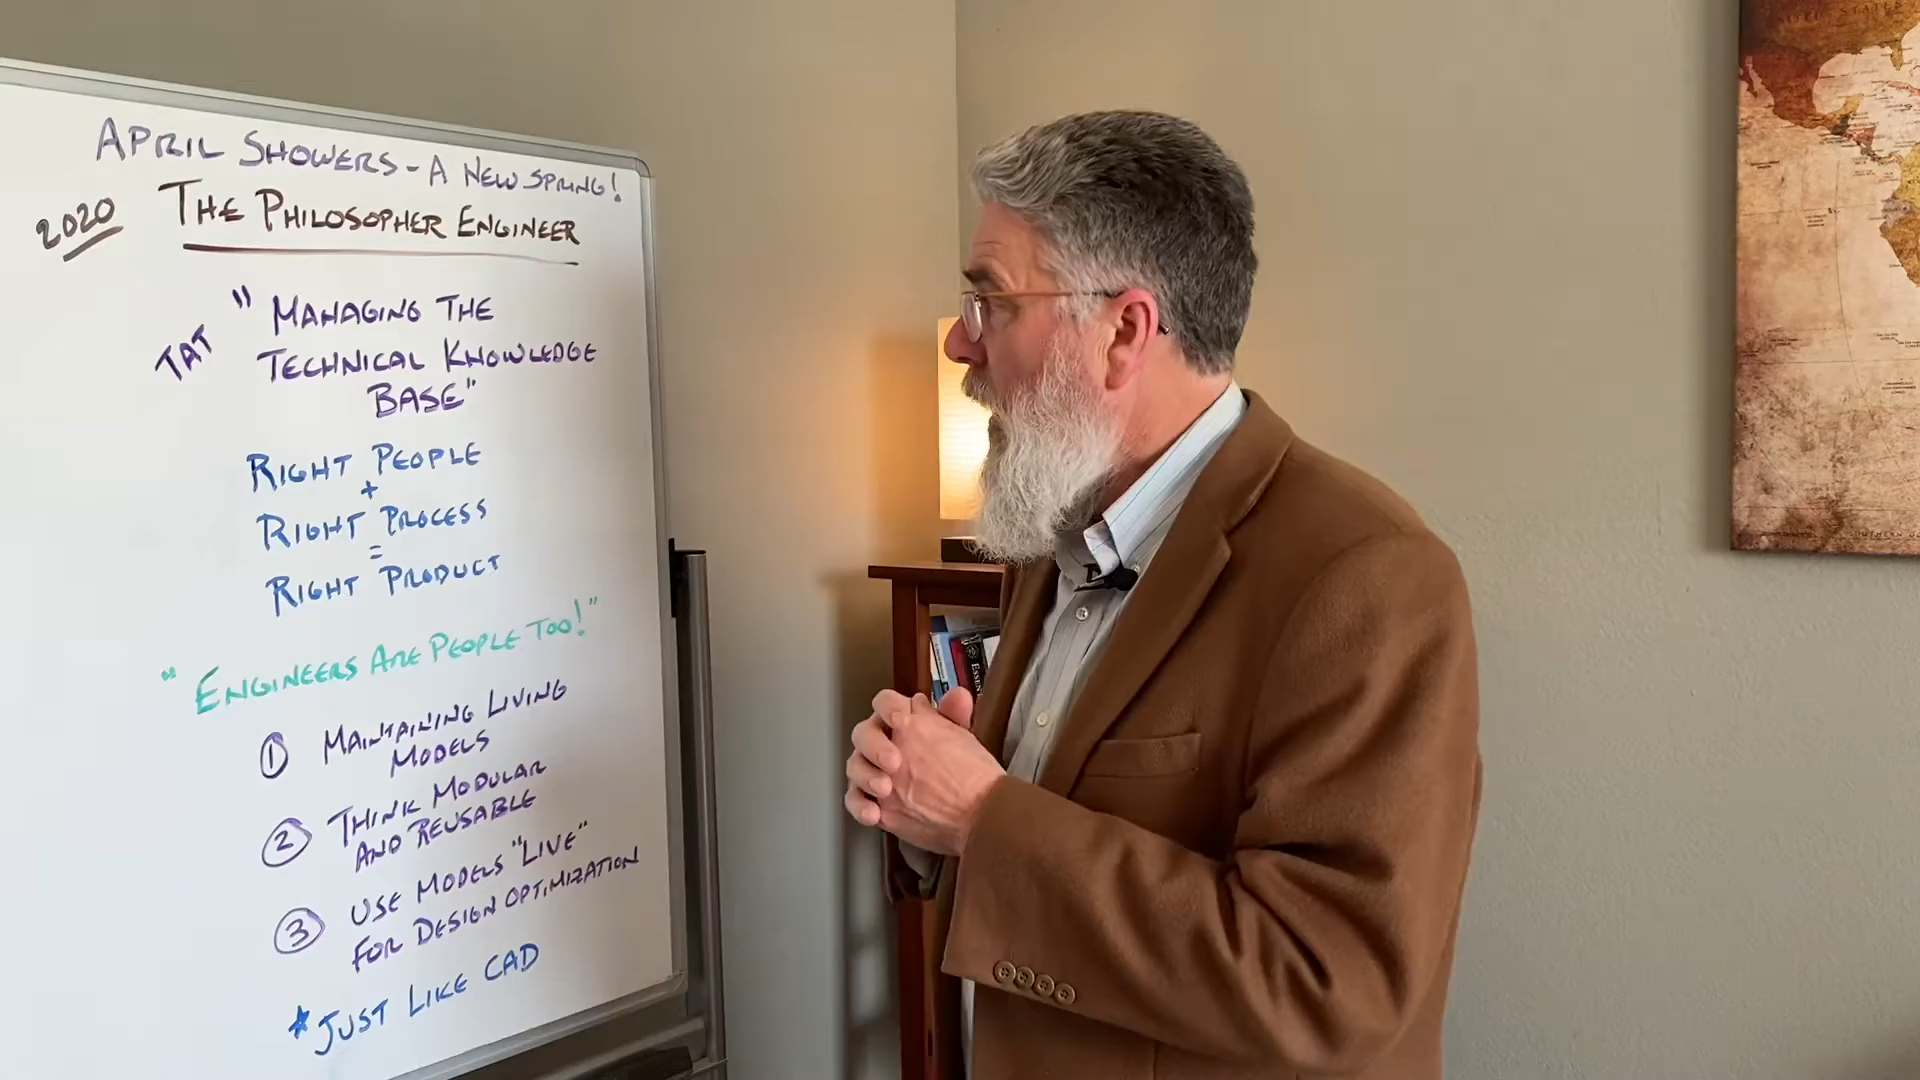 APRIL SHOWERS - A NEW SPRING!
2020 THE PHILOSOPHER ENGINEER
TAT "MANAGING THE
TECHNICAL KNOWLEDGE
BASE"
RIGHT PEOPLE
+
RIGHT PROCESS
=
RIGHT PRODUCT
"ENGINEERS ARE PEOPLE TOO!"
① MAINTAINING LIVING
MODELS
② THINK MODULAR
AND REUSABLE
③ USE MODELS "LIVE"
FOR DESIGN OPTIMIZATION
* JUST LIKE CAD
UNITED STATES